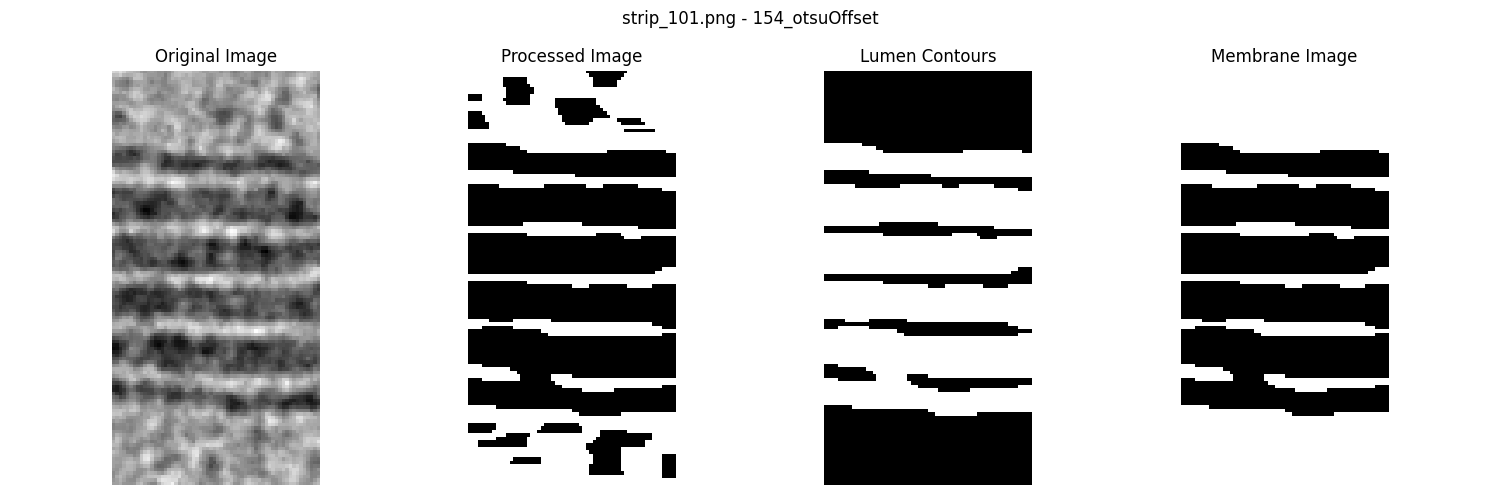 strip_101.png - 154_otsuOffset
Original Image
Processed Image
Lumen Contours
Membrane Image